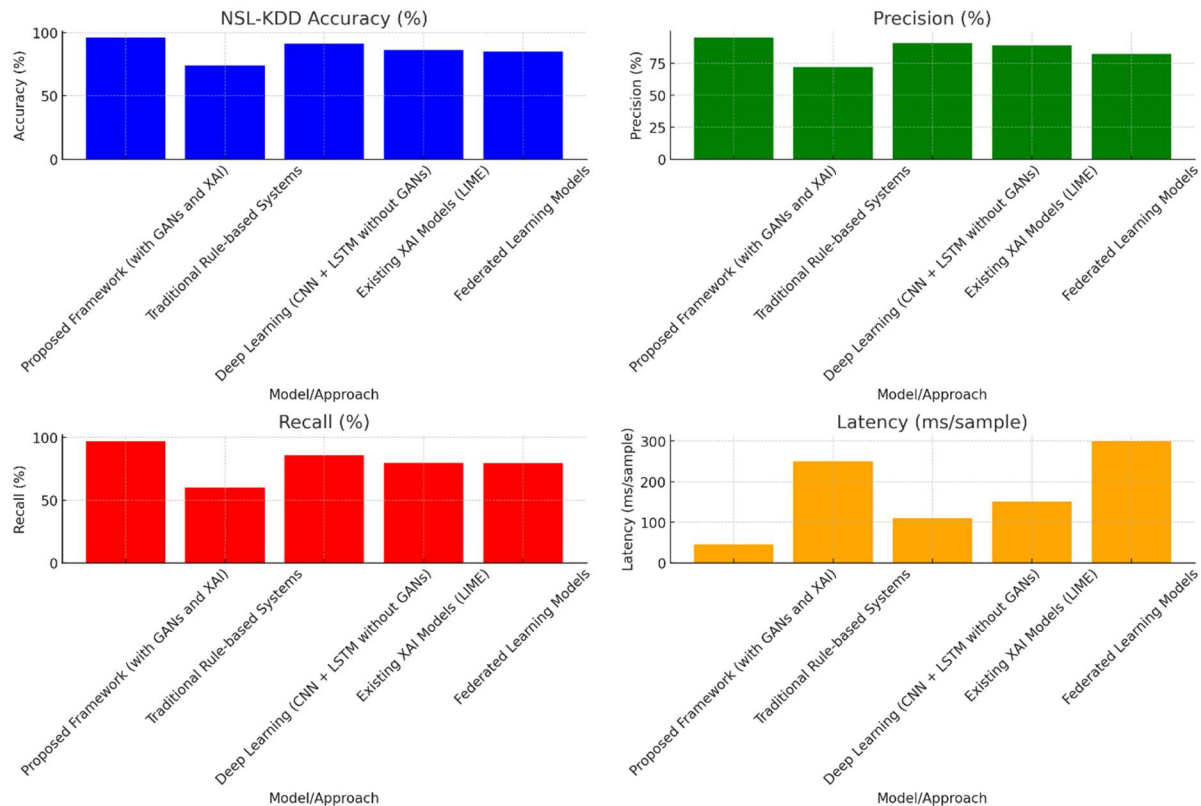 NSL-KDD Accuracy (%)
Accuracy (%)
100
50
0
Proposed Framework (with GANs and XAI)
Traditional Rule-based Systems
Deep Learning (CNN + LSTM without GANs)
Existing XAI Models (LIME)
Federated Learning Models
Model/Approach
Precision (%)
Precision (%)
75
50
25
0
Proposed Framework (with GANs and XAI)
Traditional Rule-based Systems
Deep Learning (CNN + LSTM without GANs)
Existing XAI Models (LIME)
Federated Learning Models
Model/Approach
Recall (%)
Recall (%)
100
50
0
Proposed Framework (with GANs and XAI)
Traditional Rule-based Systems
Deep Learning (CNN + LSTM without GANs)
Existing XAI Models (LIME)
Federated Learning Models
Model/Approach
Latency (ms/sample)
Latency (ms/sample)
300
200
100
0
Proposed Framework (with GANs and XAI)
Traditional Rule-based Systems
Deep Learning (CNN + LSTM without GANs)
Existing XAI Models (LIME)
Federated Learning Models
Model/Approach